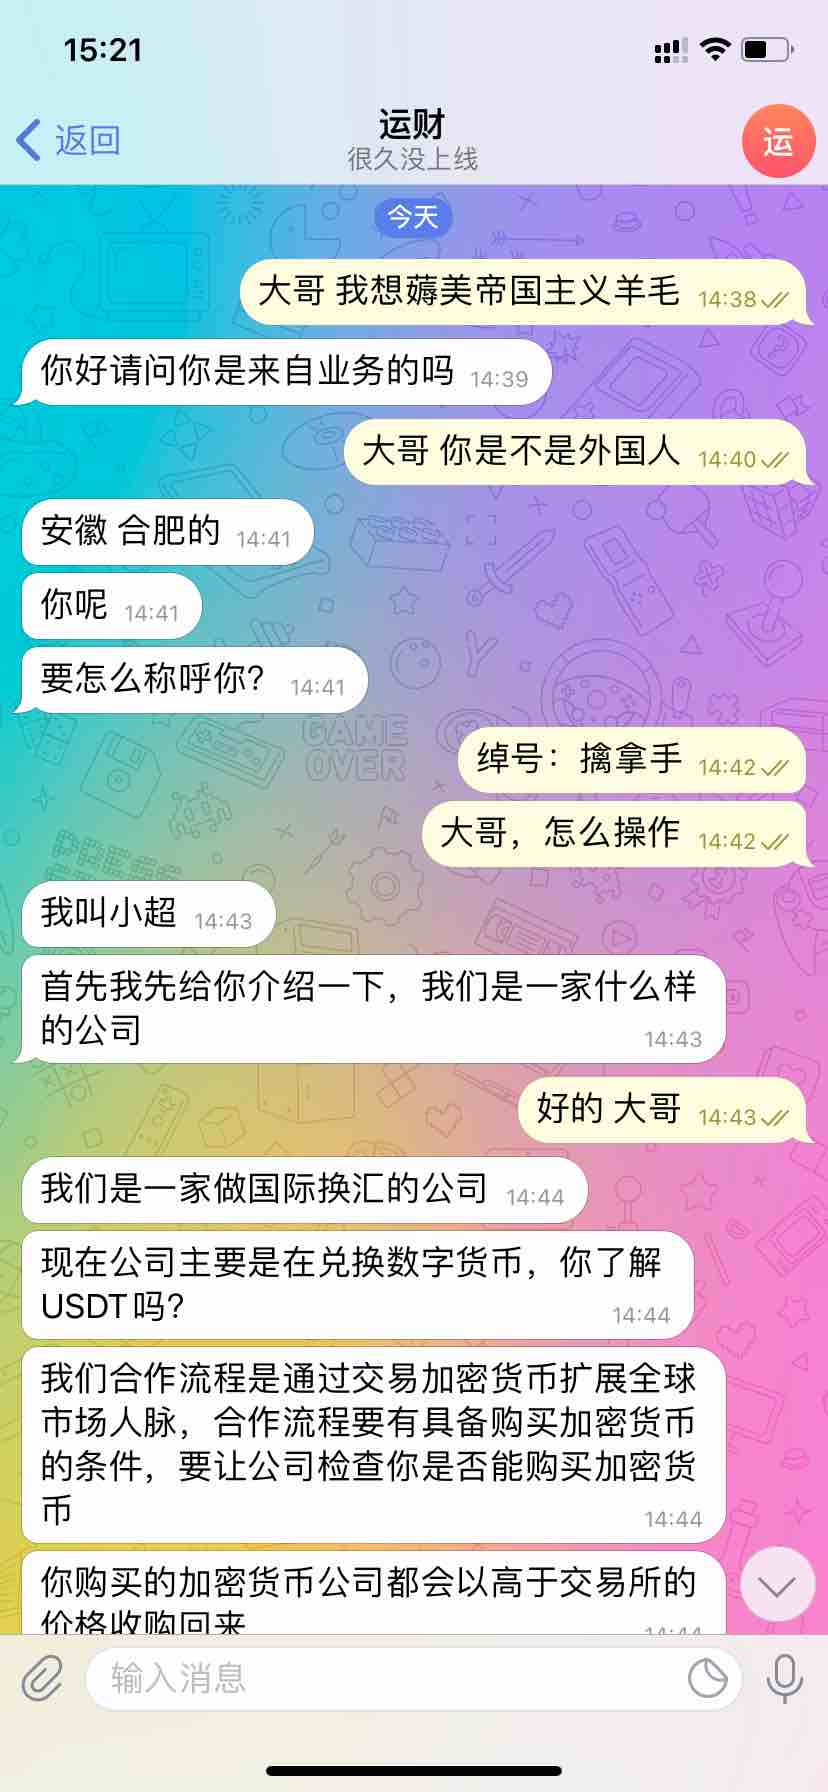 15:21
返回
运财
很久没上线
运
今天
大哥 我想薅美帝国主义羊毛 14:38
你好请问你是来自业务的吗 14:39
大哥 你是不是外国人 14:40
安徽 合肥的 14:41
你呢 14:41
要怎么称呼你? 14:41
GAME
OVER
绰号：擒拿手 14:42
大哥，怎么操作 14:42
PRESS
我叫小超 14:43
首先我先给你介绍一下，我们是一家什么样
的公司 14:43
好的 大哥 14:43
我们是一家做国际换汇的公司 14:44
现在公司主要是在兑换数字货币，你了解
USDT吗? 14:44
我们合作流程是通过交易加密货币扩展全球
市场人脉，合作流程要有具备购买加密货币
的条件，要让公司检查你是否能购买加密货
币 14:44
你购买的加密货币公司都会以高于交易所的
价格收购回来 14:44
输入消息